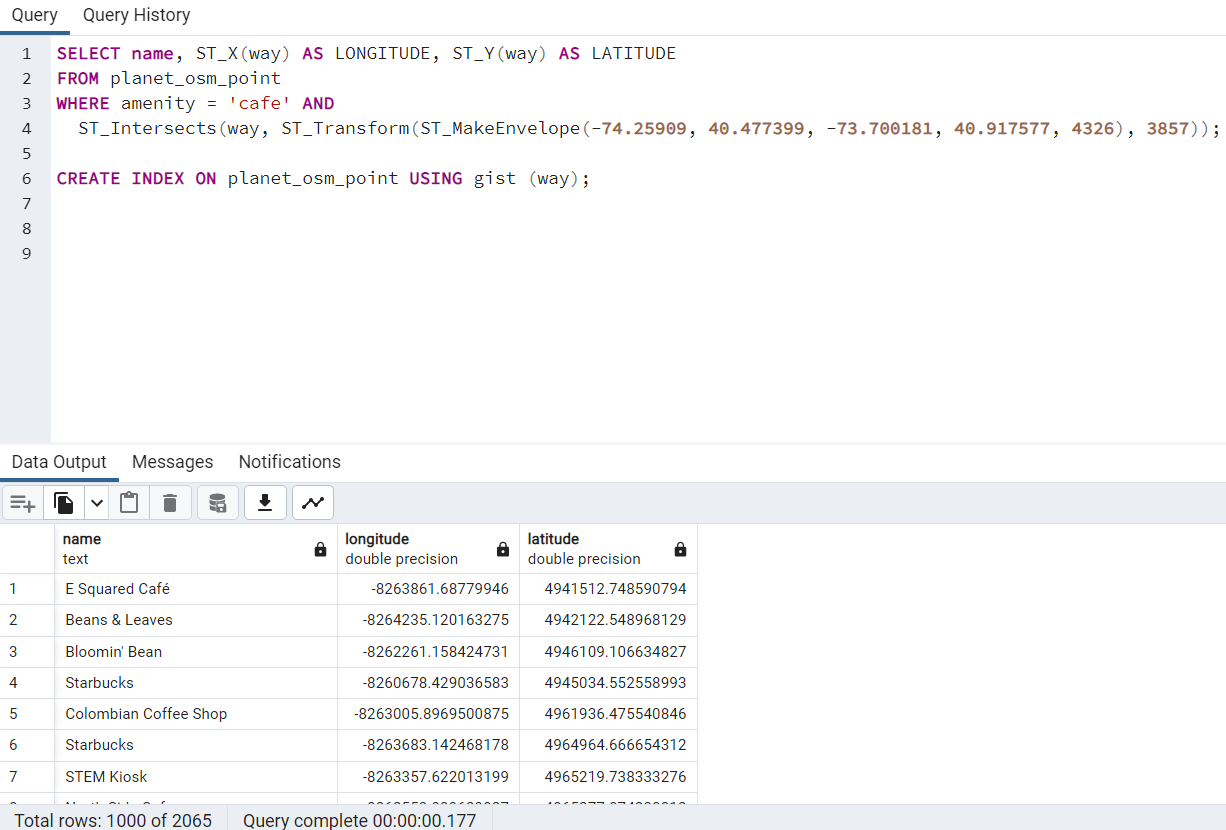 Query Query History
1 SELECT name, ST_X(way) AS LONGITUDE, ST_Y(way) AS LATITUDE
2 FROM planet_osm_point
3 WHERE amenity = 'cafe' AND
4 ST_Intersects(way, ST_Transform(ST_MakeEnvelope(-74.25909, 40.477399, -73.700181, 40.917577, 4326), 3857));
5
6 CREATE INDEX ON planet_osm_point USING gist (way);
7
8
9
Data Output Messages Notifications
name longitude latitude
text double precision double precision
1 E Squared Café -8263861.68779946 4941512.748590794
2 Beans & Leaves -8264235.120163275 4942122.548968129
3 Bloomin' Bean -8262261.158424731 4946109.106634827
4 Starbucks -8260678.429036583 4945034.552558993
5 Colombian Coffee Shop -8263005.8969500875 4961936.475540846
6 Starbucks -8263683.142468178 4964964.666654312
7 STEM Kiosk -8263357.622013199 4965219.738333276
Total rows: 1000 of 2065 Query complete 00:00:00.177